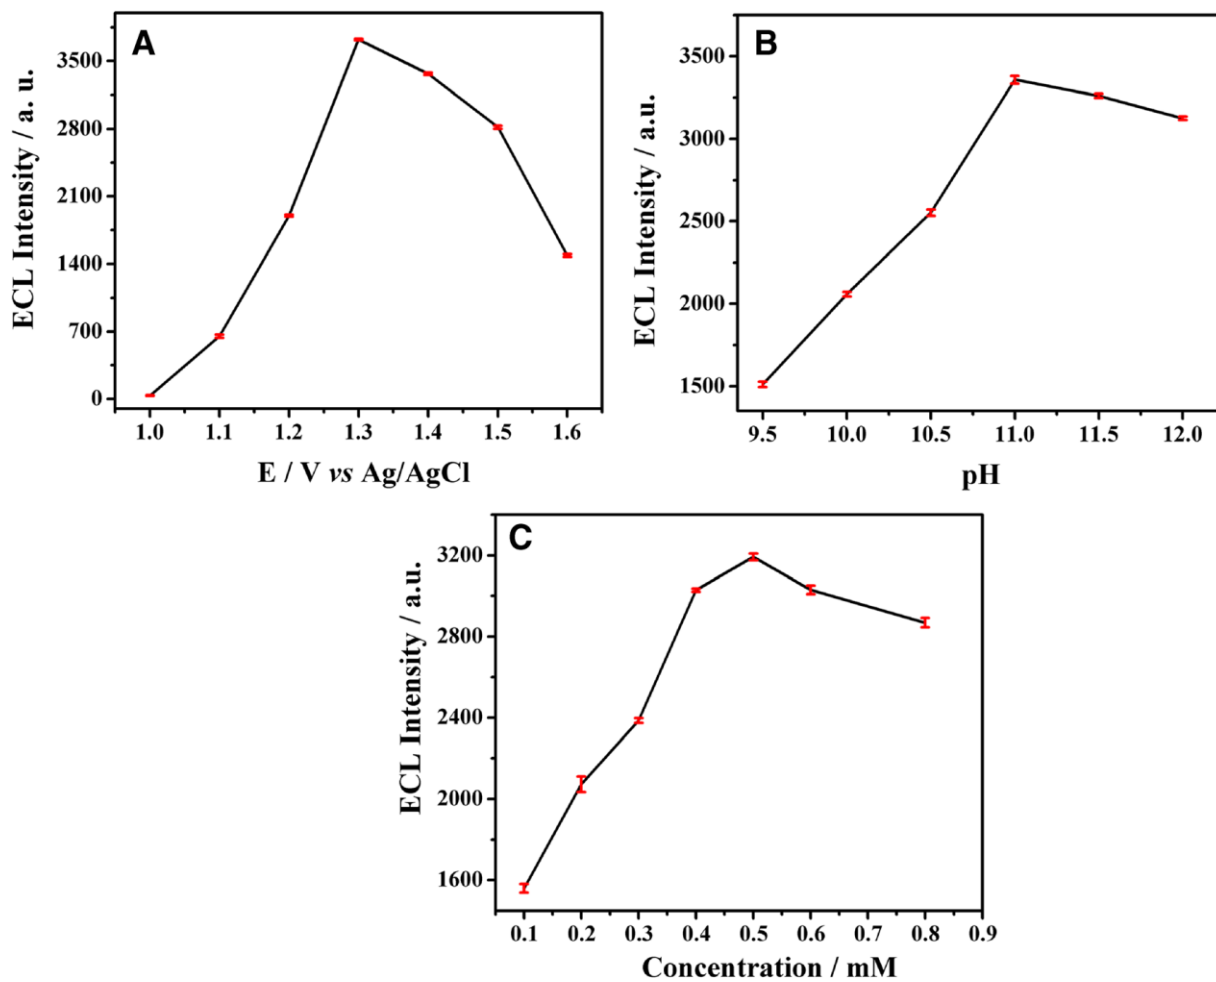 A
ECL Intensity / a. u.
3500
2800
2100
1400
700
0
1.0 1.1 1.2 1.3 1.4 1.5 1.6
E / V vs Ag/AgCl
B
ECL Intensity / a.u.
3500
3000
2500
2000
1500
9.5 10.0 10.5 11.0 11.5 12.0
pH
C
ECL Intensity / a.u.
3200
2800
2400
2000
1600
0.1 0.2 0.3 0.4 0.5 0.6 0.7 0.8 0.9
Concentration / mM